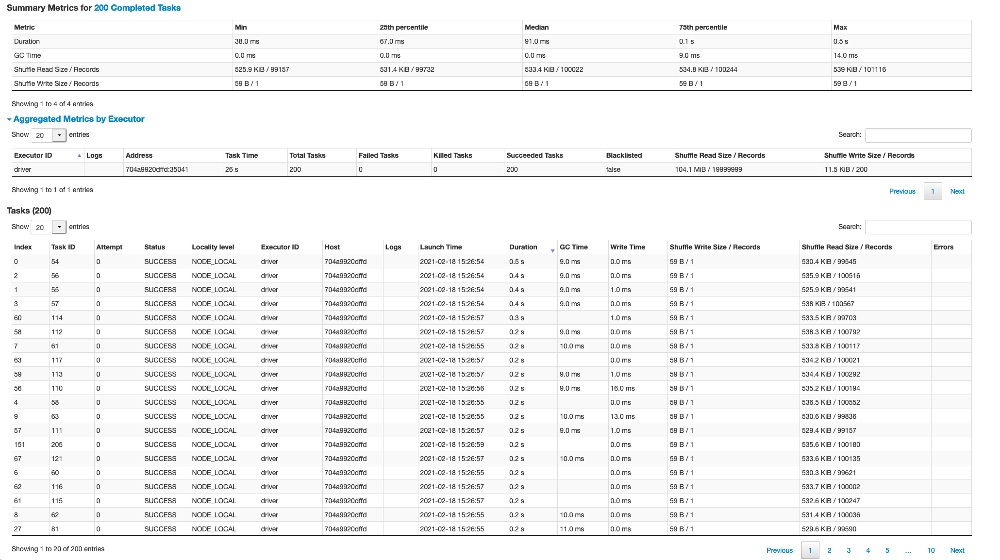 Summary Metrics for 200 Completed Tasks
Metric Min 25th percentile Median 75th percentile Max
Duration 38.0 ms 67.0 ms 91.0 ms 0.1 s 0.5 s
GC Time 0.0 ms 0.0 ms 0.0 ms 9.0 ms 14.0 ms
Shuffle Read Size / Records 525.9 KiB / 99157 531.4 KiB / 99732 533.4 KiB / 100022 534.8 KiB / 100244 539 KiB / 101116
Shuffle Write Size / Records 59 B / 1 59 B / 1 59 B / 1 59 B / 1 59 B / 1
Showing 1 to 4 of 4 entries
Aggregated Metrics by Executor
Show 20 entries Search:
Executor ID Logs Address Task Time Total Tasks Failed Tasks Killed Tasks Succeeded Tasks Blacklisted Shuffle Read Size / Records Shuffle Write Size / Records
driver 704a9920dffd:35041 26 s 200 0 0 200 false 104.1 MiB / 19999999 11.5 KiB / 200
Showing 1 to 1 of 1 entries Previous 1 Next
Tasks (200)
Show 20 entries Search:
Index Task ID Attempt Status Locality level Executor ID Host Logs Launch Time Duration GC Time Write Time Shuffle Write Size / Records Shuffle Read Size / Records Errors
0 54 0 SUCCESS NODE_LOCAL driver 704a9920dffd 2021-02-18 15:26:54 0.5 s 9.0 ms 0.0 ms 59 B / 1 530.4 KiB / 99545
2 56 0 SUCCESS NODE_LOCAL driver 704a9920dffd 2021-02-18 15:26:54 0.4 s 9.0 ms 0.0 ms 59 B / 1 535.9 KiB / 100516
1 55 0 SUCCESS NODE_LOCAL driver 704a9920dffd 2021-02-18 15:26:54 0.4 s 9.0 ms 1.0 ms 59 B / 1 525.9 KiB / 99541
3 57 0 SUCCESS NODE_LOCAL driver 704a9920dffd 2021-02-18 15:26:54 0.4 s 9.0 ms 0.0 ms 59 B / 1 538 KiB / 100567
60 114 0 SUCCESS NODE_LOCAL driver 704a9920dffd 2021-02-18 15:26:57 0.3 s 1.0 ms 59 B / 1 533.5 KiB / 99703
58 112 0 SUCCESS NODE_LOCAL driver 704a9920dffd 2021-02-18 15:26:57 0.2 s 9.0 ms 0.0 ms 59 B / 1 538.3 KiB / 100792
7 61 0 SUCCESS NODE_LOCAL driver 704a9920dffd 2021-02-18 15:26:55 0.2 s 10.0 ms 0.0 ms 59 B / 1 533.8 KiB / 100117
63 117 0 SUCCESS NODE_LOCAL driver 704a9920dffd 2021-02-18 15:26:57 0.2 s 0.0 ms 59 B / 1 534.2 KiB / 100021
59 113 0 SUCCESS NODE_LOCAL driver 704a9920dffd 2021-02-18 15:26:57 0.2 s 9.0 ms 1.0 ms 59 B / 1 534.4 KiB / 100292
56 110 0 SUCCESS NODE_LOCAL driver 704a9920dffd 2021-02-18 15:26:56 0.2 s 9.0 ms 16.0 ms 59 B / 1 535.2 KiB / 100194
4 58 0 SUCCESS NODE_LOCAL driver 704a9920dffd 2021-02-18 15:26:55 0.2 s 0.0 ms 59 B / 1 536.5 KiB / 100552
9 63 0 SUCCESS NODE_LOCAL driver 704a9920dffd 2021-02-18 15:26:55 0.2 s 10.0 ms 13.0 ms 59 B / 1 530.6 KiB / 99836
57 111 0 SUCCESS NODE_LOCAL driver 704a9920dffd 2021-02-18 15:26:57 0.2 s 9.0 ms 1.0 ms 59 B / 1 529.4 KiB / 99157
151 205 0 SUCCESS NODE_LOCAL driver 704a9920dffd 2021-02-18 15:26:59 0.2 s 0.0 ms 59 B / 1 535.6 KiB / 100180
67 121 0 SUCCESS NODE_LOCAL driver 704a9920dffd 2021-02-18 15:26:57 0.2 s 10.0 ms 0.0 ms 59 B / 1 533.6 KiB / 100135
6 60 0 SUCCESS NODE_LOCAL driver 704a9920dffd 2021-02-18 15:26:55 0.2 s 0.0 ms 59 B / 1 530.3 KiB / 99621
62 116 0 SUCCESS NODE_LOCAL driver 704a9920dffd 2021-02-18 15:26:57 0.2 s 0.0 ms 59 B / 1 533.7 KiB / 100002
61 115 0 SUCCESS NODE_LOCAL driver 704a9920dffd 2021-02-18 15:26:57 0.2 s 0.0 ms 59 B / 1 532.6 KiB / 100247
8 62 0 SUCCESS NODE_LOCAL driver 704a9920dffd 2021-02-18 15:26:55 0.2 s 10.0 ms 0.0 ms 59 B / 1 531.4 KiB / 100036
27 81 0 SUCCESS NODE_LOCAL driver 704a9920dffd 2021-02-18 15:26:55 0.2 s 11.0 ms 0.0 ms 59 B / 1 529.6 KiB / 99590
Showing 1 to 20 of 200 entries Previous 1 2 3 4 5 … 10 Next